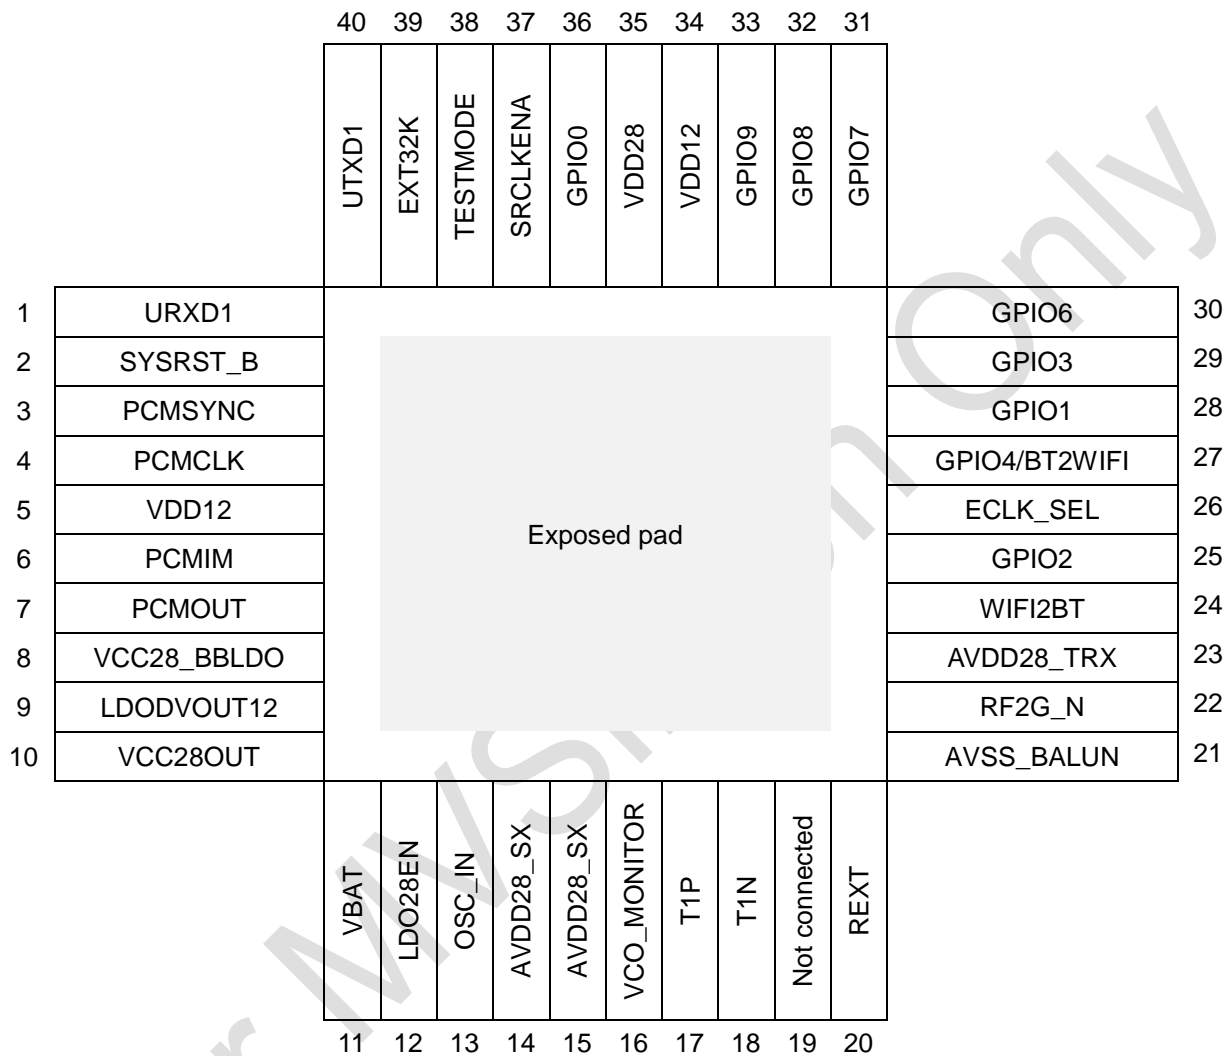 40 39 38 37 36 35 34 33 32 31
UTXD1
EXT32K
TESTMODE
SRCLKENA
GPIO0
VDD28
VDD12
GPIO9
GPIO8
GPIO7
1 URXD1
2 SYSRST_B
3 PCMSYNC
4 PCMCLK
5 VDD12
6 PCMIM
7 PCMOUT
8 VCC28_BBLDO
9 LDODVOUT12
10 VCC28OUT
Exposed pad
GPIO6 30
GPIO3 29
GPIO1 28
GPIO4/BT2WIFI 27
ECLK_SEL 26
GPIO2 25
WIFI2BT 24
AVDD28_TRX 23
RF2G_N 22
AVSS_BALUN 21
VBAT
LDO28EN
OSC_IN
AVDD28_SX
AVDD28_SX
VCO_MONITOR
T1P
T1N
Not connected
REXT
11 12 13 14 15 16 17 18 19 20
Only